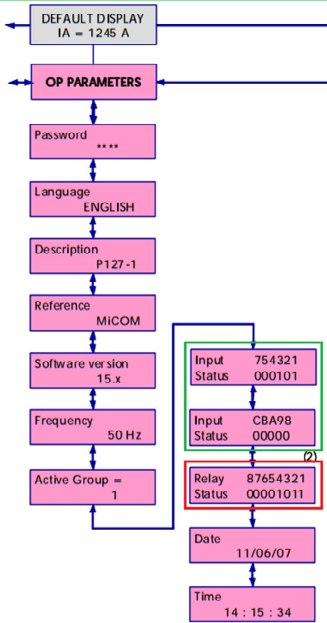 DEFAULT DISPLAY
IA = 1245 A
OP PARAMETERS
Password
****
Language
ENGLISH
Description
P127-1
Reference
MiCOM
Software version
15.x
Frequency
50 Hz
Active Group =
1
Input 754321
Status 000101
Input CBA98
Status 00000
(2)
Relay 87654321
Status 00001011
Date
11/06/07
Time
14 : 15 : 34